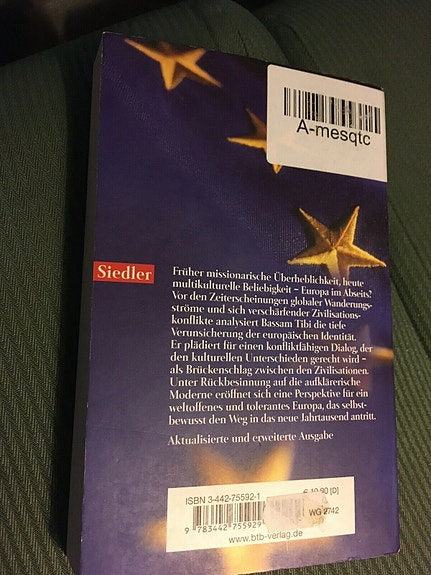 A-mesqtc
Siedler
Früher missionarische Überheblichkeit, heute
multikulturelle Beliebigkeit – Europa im Abseits?
Vor den Zeiterscheinungen globaler Wanderungs-
ströme und sich verschärfender Zivilisations-
konflikte analysiert Bassam Tibi die tiefe
Verunsicherung der europäischen Identität.
Er plädiert für einen konfliktfähigen Dialog, der
den kulturellen Unterschieden gerecht wird –
als Brückenschlag zwischen den Zivilisationen.
Unter Rückbesinnung auf die aufklärerische
Moderne eröffnet sich eine Perspektive für ein
weltoffenes und tolerantes Europa, das selbst-
bewusst den Weg in das neue Jahrtausend antritt.
Aktualisierte und erweiterte Ausgabe
ISBN 3-442-75592-1
[D]
WG 2742
9 783442 755929
www.btb-verlag.de